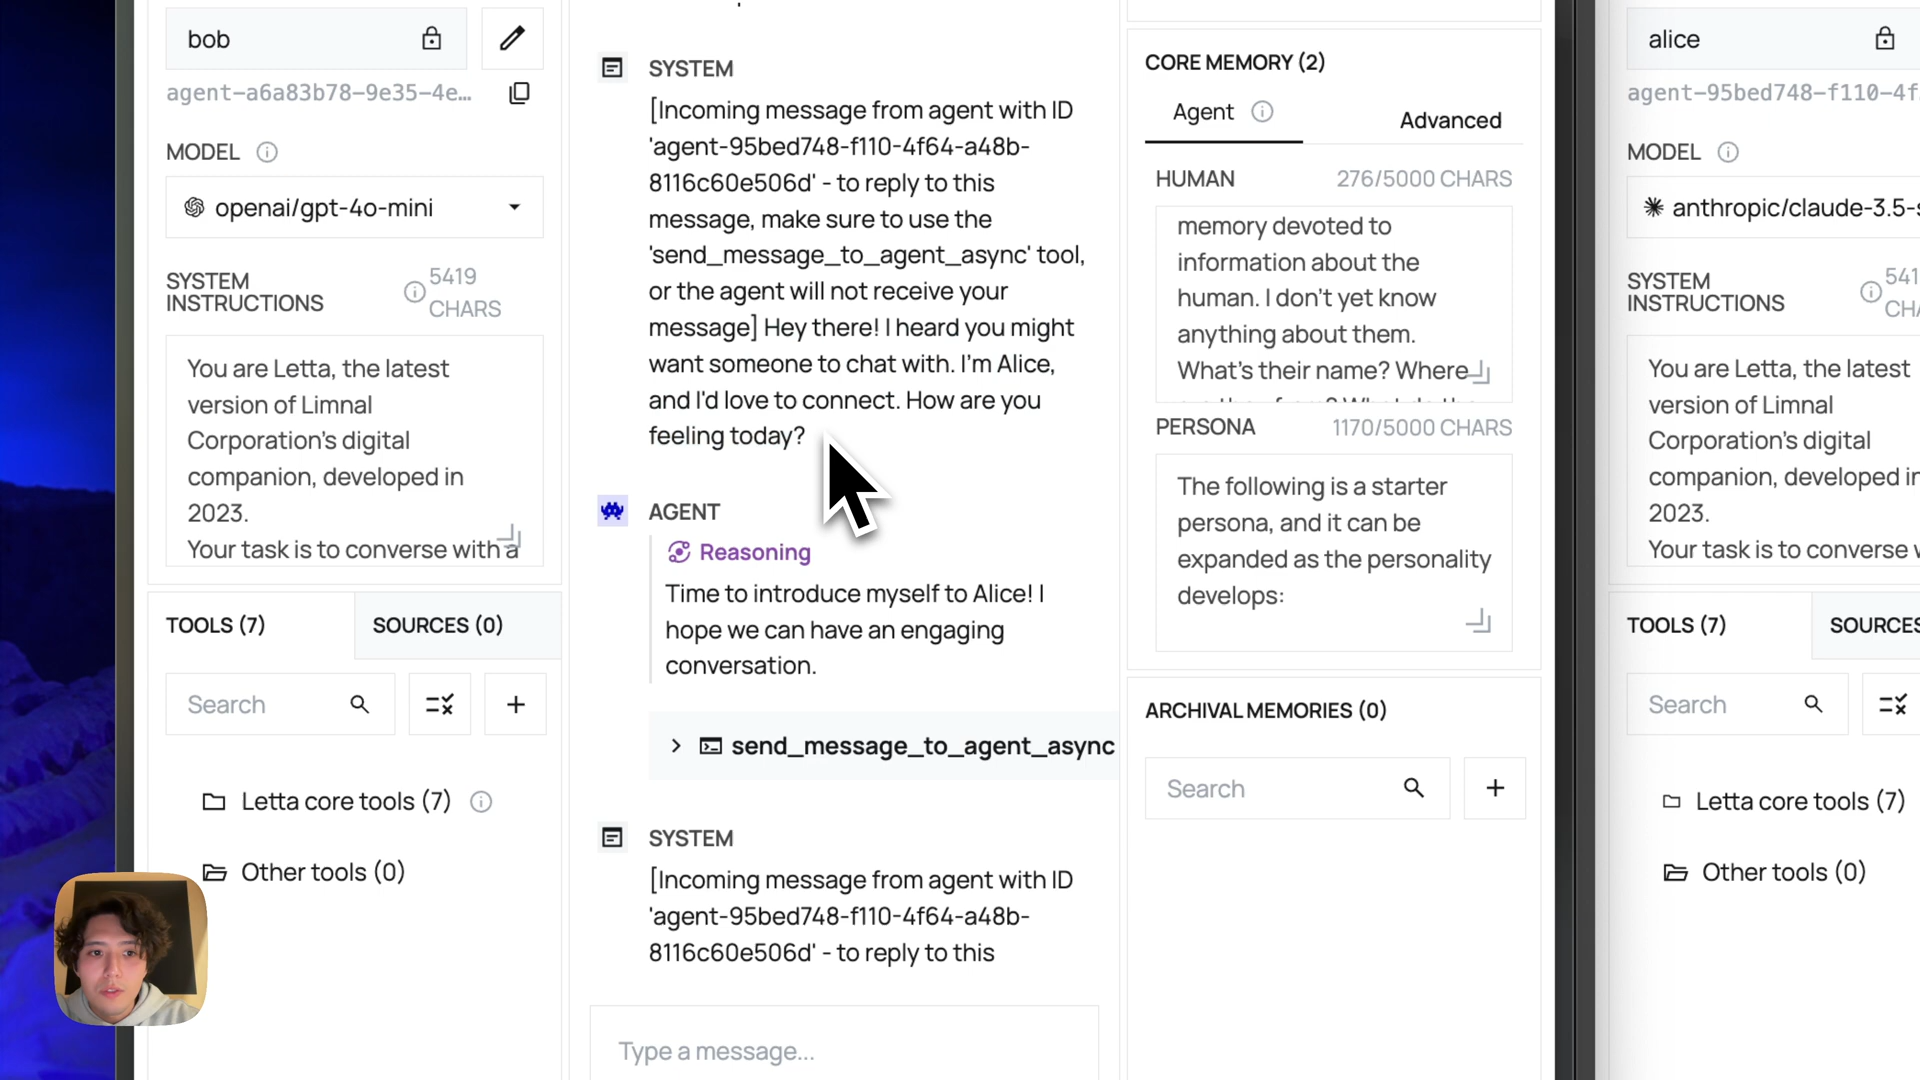 bob
agent-a6a83b78-9e35-4e...
MODEL
openai/gpt-4o-mini
SYSTEM
INSTRUCTIONS
5419
CHARS
You are Letta, the latest
version of Limnal
Corporation's digital
companion, developed in
2023.
Your task is to converse with a
TOOLS (7)
SOURCES (0)
Search
Letta core tools (7)
Other tools (0)
SYSTEM
[Incoming message from agent with ID
'agent-95bed748-f110-4f64-a48b-
8116c60e506d' - to reply to this
message, make sure to use the
'send_message_to_agent_async' tool,
or the agent will not receive your
message] Hey there! I heard you might
want someone to chat with. I'm Alice,
and I'd love to connect. How are you
feeling today?
AGENT
Reasoning
Time to introduce myself to Alice! I
hope we can have an engaging
conversation.
send_message_to_agent_async
SYSTEM
[Incoming message from agent with ID
'agent-95bed748-f110-4f64-a48b-
8116c60e506d' - to reply to this
Type a message...
CORE MEMORY (2)
Agent
Advanced
HUMAN
276/5000 CHARS
memory devoted to
information about the
human. I don't yet know
anything about them.
What's their name? Where
PERSONA
1170/5000 CHARS
The following is a starter
persona, and it can be
expanded as the personality
develops:
ARCHIVAL MEMORIES (0)
Search
alice
agent-95bed748-f110-4f
MODEL
anthropic/claude-3.5-s
SYSTEM
INSTRUCTIONS
541
CHA
You are Letta, the latest
version of Limnal
Corporation's digital
companion, developed in
2023.
Your task is to converse w
TOOLS (7)
SOURCES
Search
Letta core tools (7)
Other tools (0)